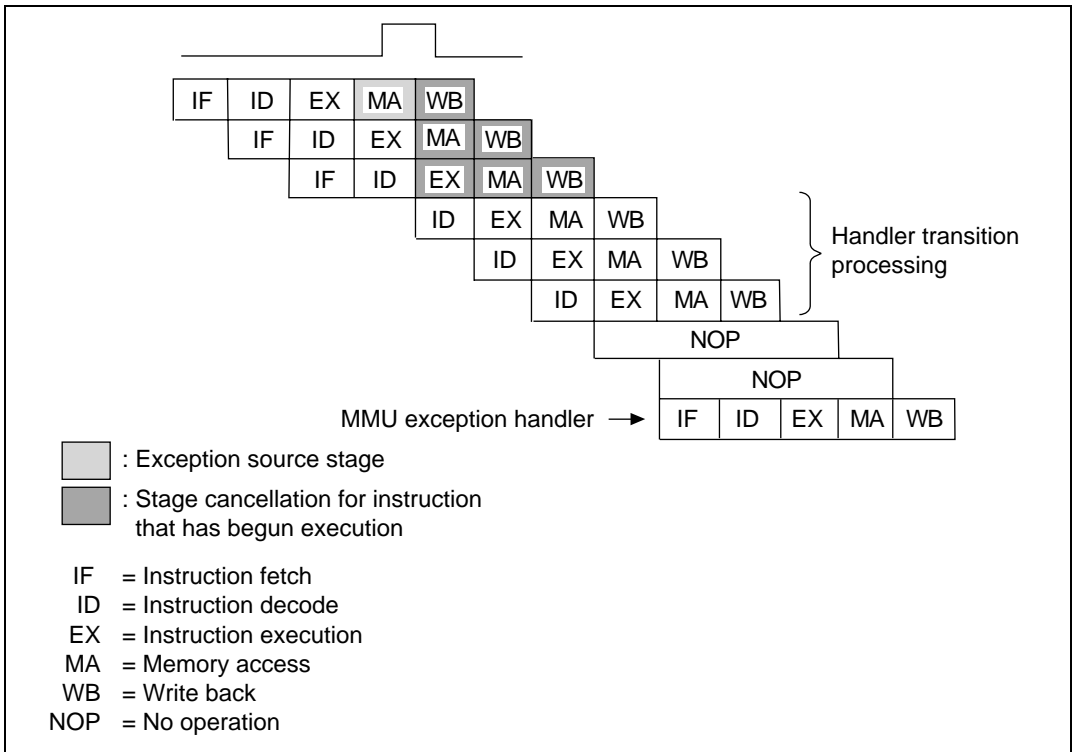 IF ID EX MA WB
IF ID EX MA WB
IF ID EX MA WB
ID EX MA WB
ID EX MA WB
ID EX MA WB
Handler transition
processing
NOP
NOP
MMU exception handler → IF ID EX MA WB
: Exception source stage
: Stage cancellation for instruction
that has begun execution
IF = Instruction fetch
ID = Instruction decode
EX = Instruction execution
MA = Memory access
WB = Write back
NOP = No operation